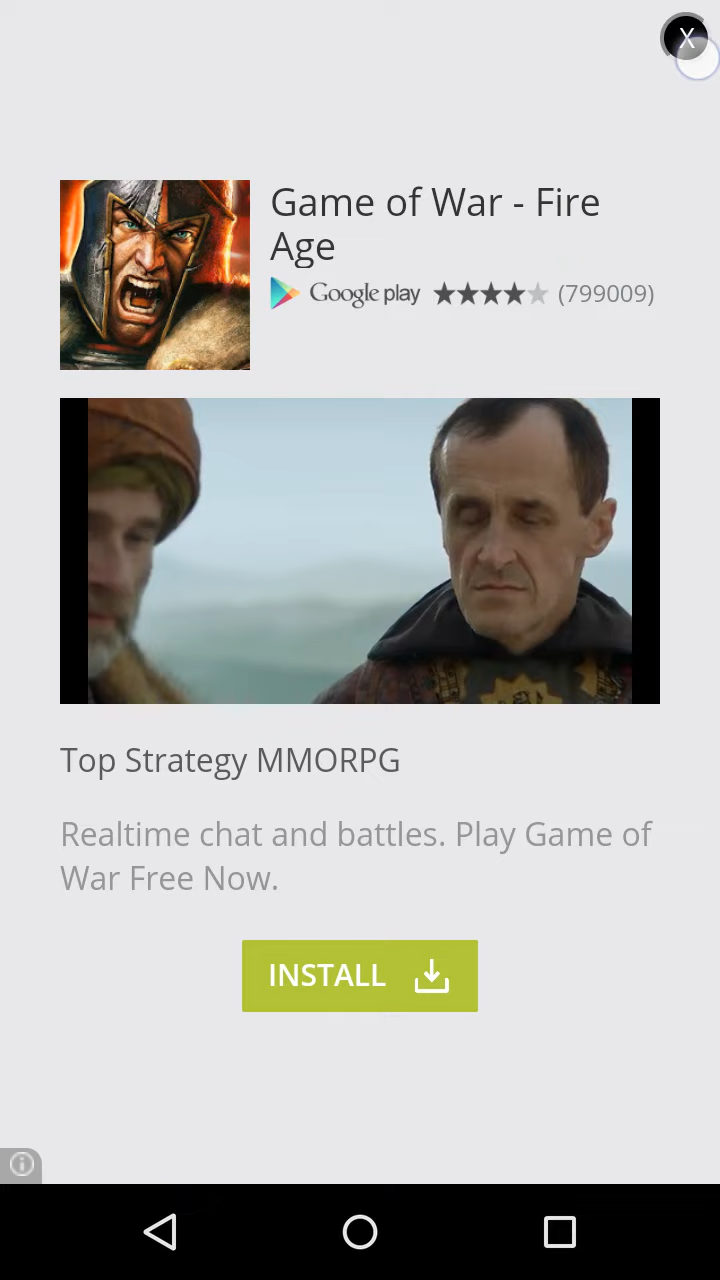 X
Game of War - Fire
Age
Google play (799009)
Top Strategy MMORPG
Realtime chat and battles. Play Game of
War Free Now.
INSTALL